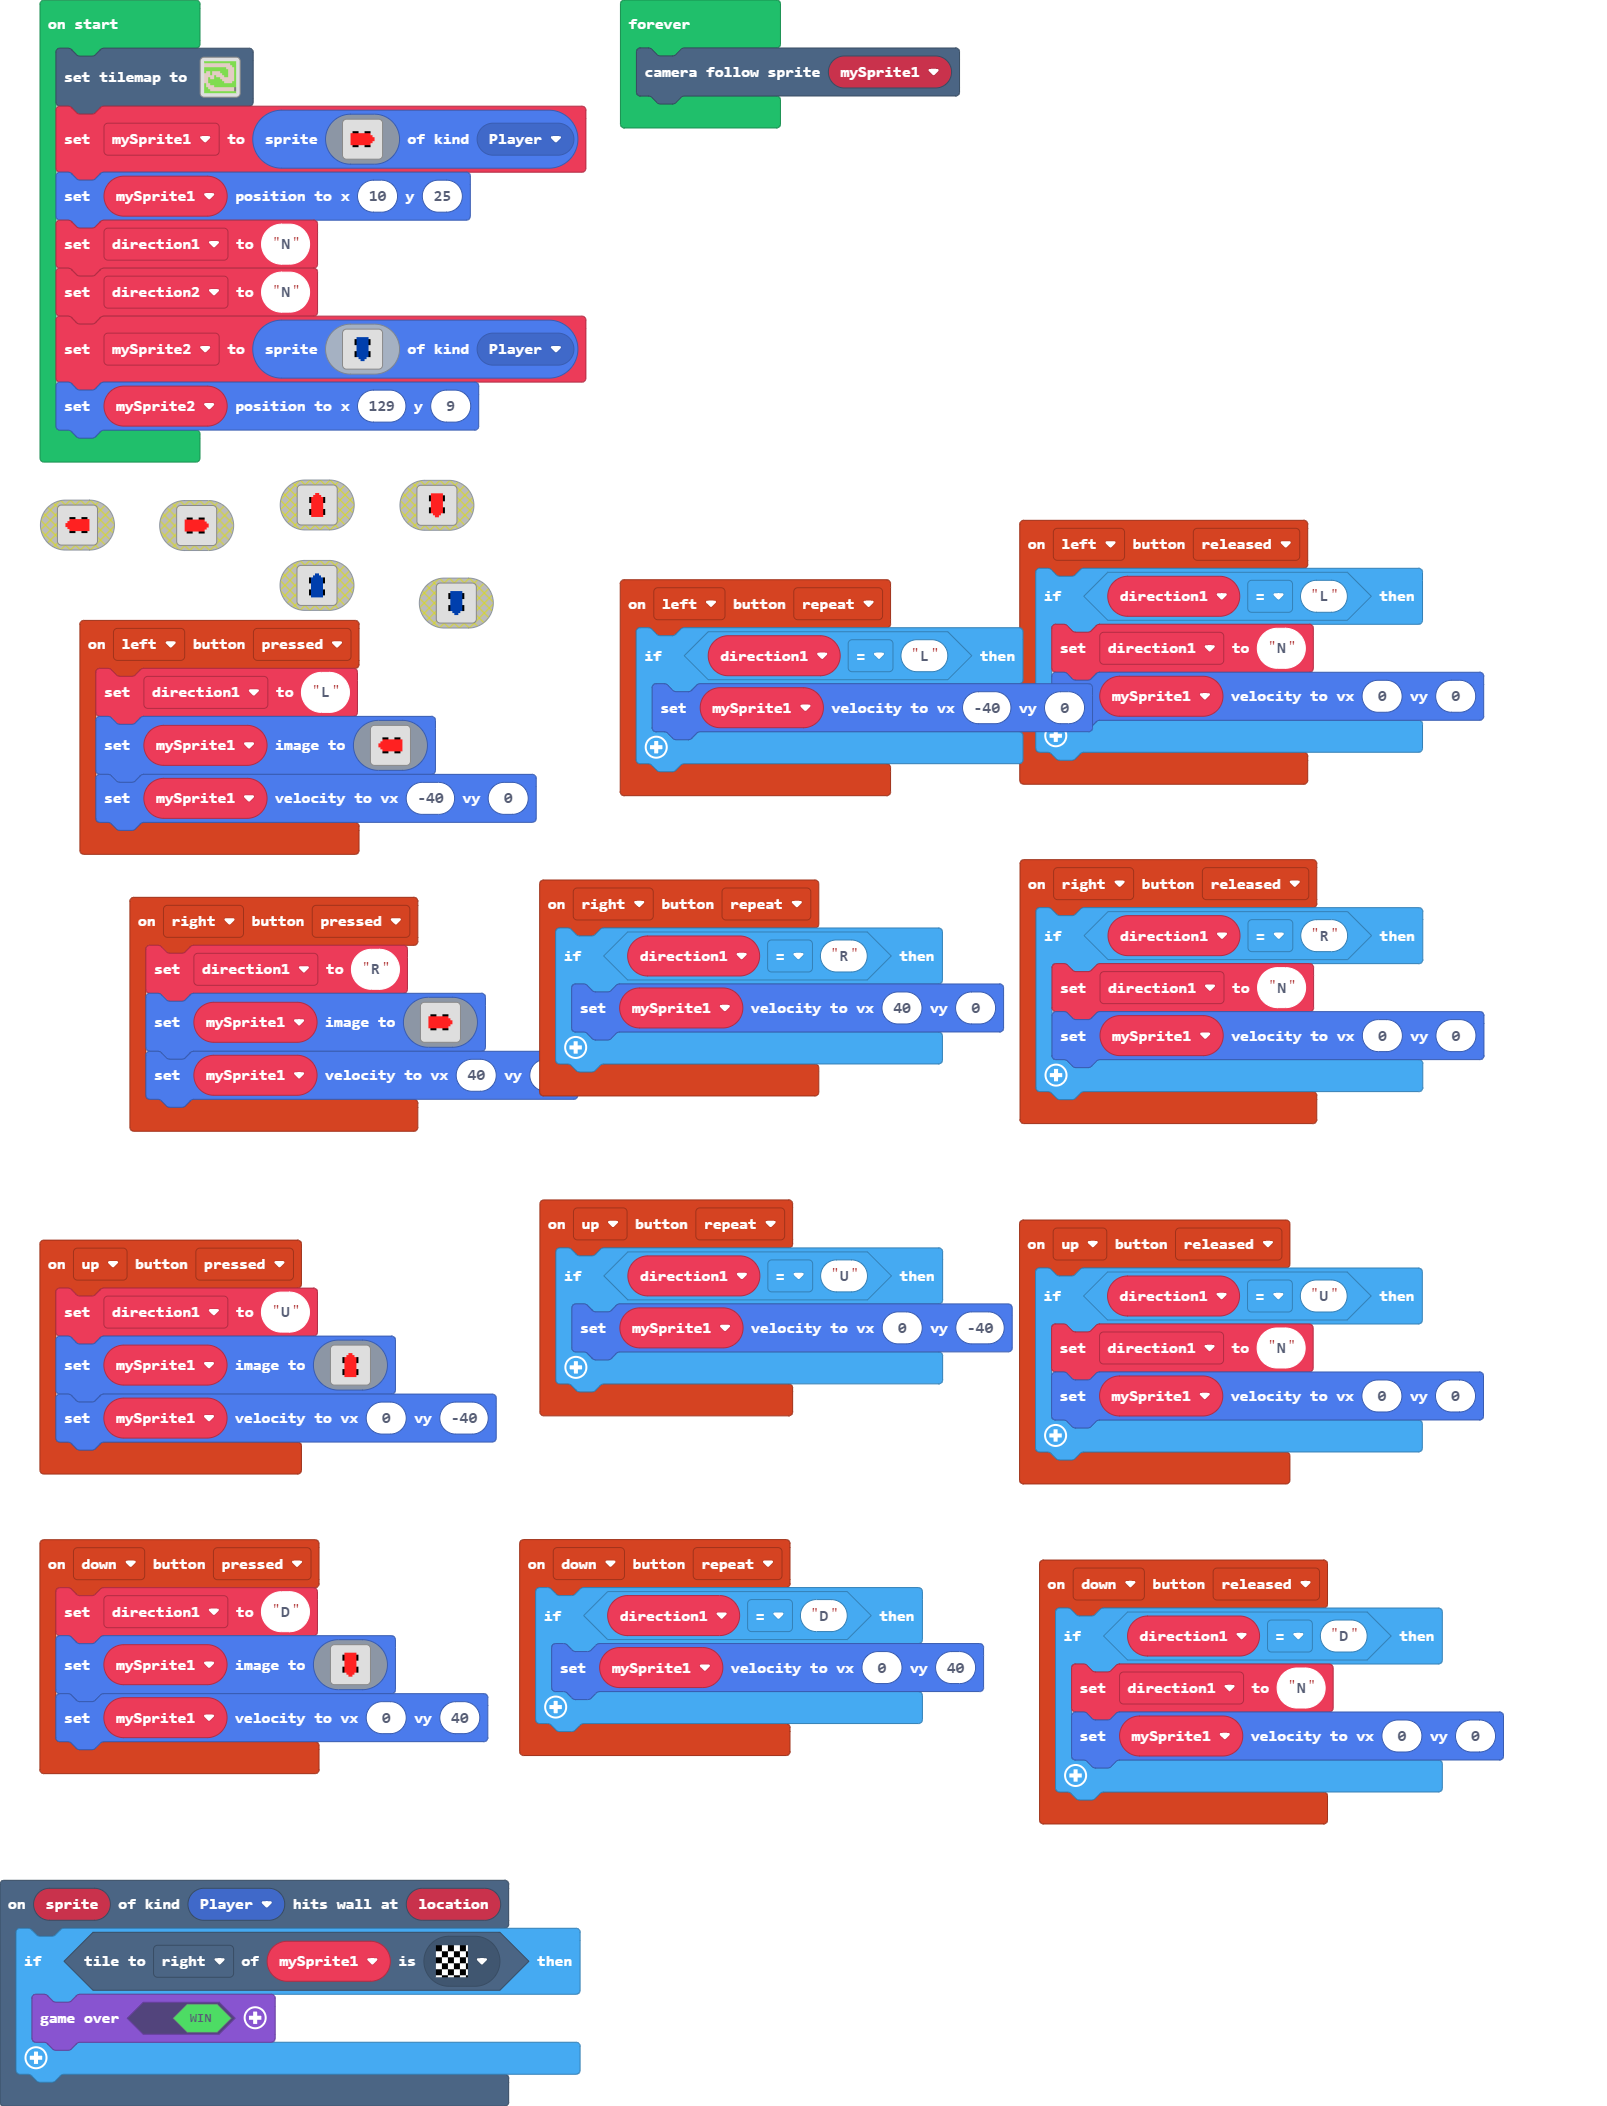 on start
set tilemap to
set mySprite1 to sprite of kind Player
set mySprite1 position to x 10 y 25
set direction1 to "N"
set direction2 to "N"
set mySprite2 to sprite of kind Player
set mySprite2 position to x 129 y 9
forever
camera follow sprite mySprite1
on left button pressed
set direction1 to "L"
set mySprite1 image to
set mySprite1 velocity to vx -40 vy 0
on left button repeat
if direction1 = "L" then
set mySprite1 velocity to vx -40 vy 0
on left button released
if direction1 = "L" then
set direction1 to "N"
mySprite1 velocity to vx 0 vy 0
on right button pressed
set direction1 to "R"
set mySprite1 image to
set mySprite1 velocity to vx 40 vy
on right button repeat
if direction1 = "R" then
set mySprite1 velocity to vx 40 vy 0
on right button released
if direction1 = "R" then
set direction1 to "N"
set mySprite1 velocity to vx 0 vy 0
on up button pressed
set direction1 to "U"
set mySprite1 image to
set mySprite1 velocity to vx 0 vy -40
on up button repeat
if direction1 = "U" then
set mySprite1 velocity to vx 0 vy -40
on up button released
if direction1 = "U" then
set direction1 to "N"
set mySprite1 velocity to vx 0 vy 0
on down button pressed
set direction1 to "D"
set mySprite1 image to
set mySprite1 velocity to vx 0 vy 40
on down button repeat
if direction1 = "D" then
set mySprite1 velocity to vx 0 vy 40
on down button released
if direction1 = "D" then
set direction1 to "N"
set mySprite1 velocity to vx 0 vy 0
on sprite of kind Player hits wall at location
if tile to right of mySprite1 is then
game over WIN